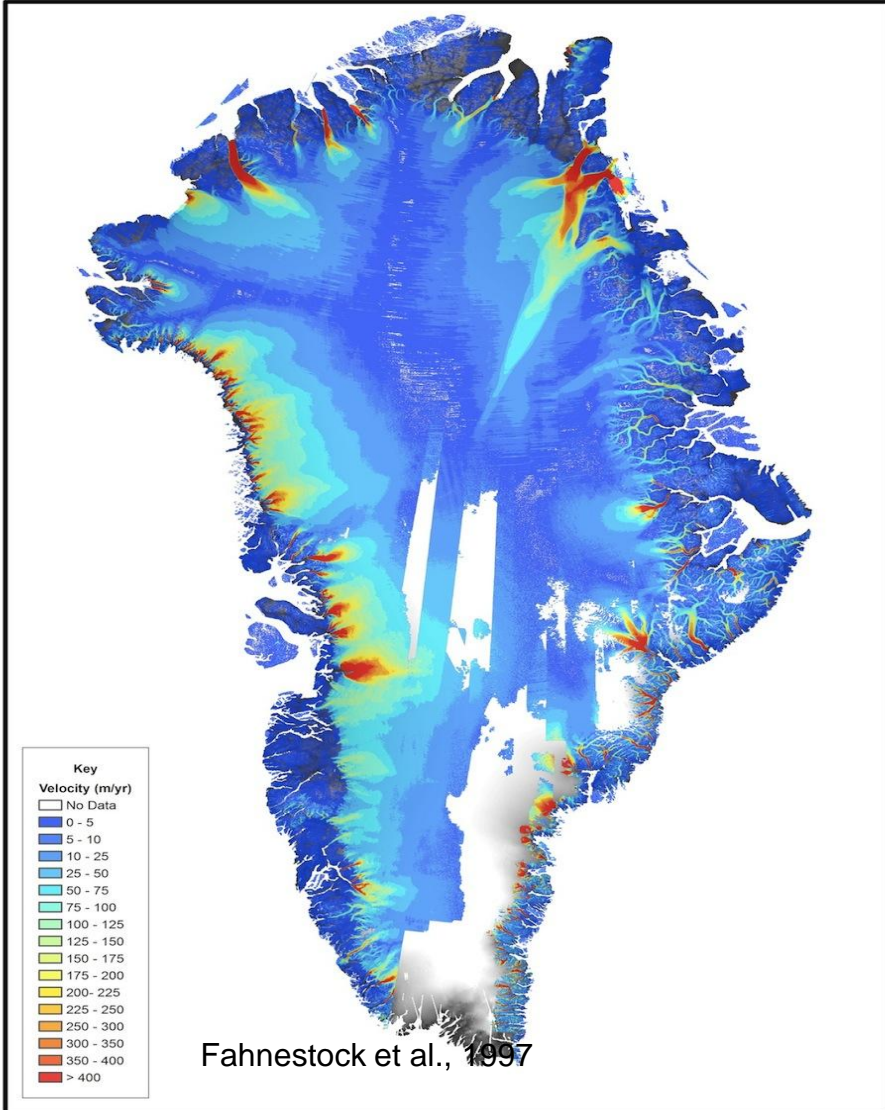 Key
Velocity (m/yr)
No Data
0 - 5
5 - 10
10 - 25
25 - 50
50 - 75
75 - 100
100 - 125
125 - 150
150 - 175
175 - 200
200- 225
225 - 250
250 - 300
300 - 350
350 - 400
> 400
Fahnestock et al., 1997